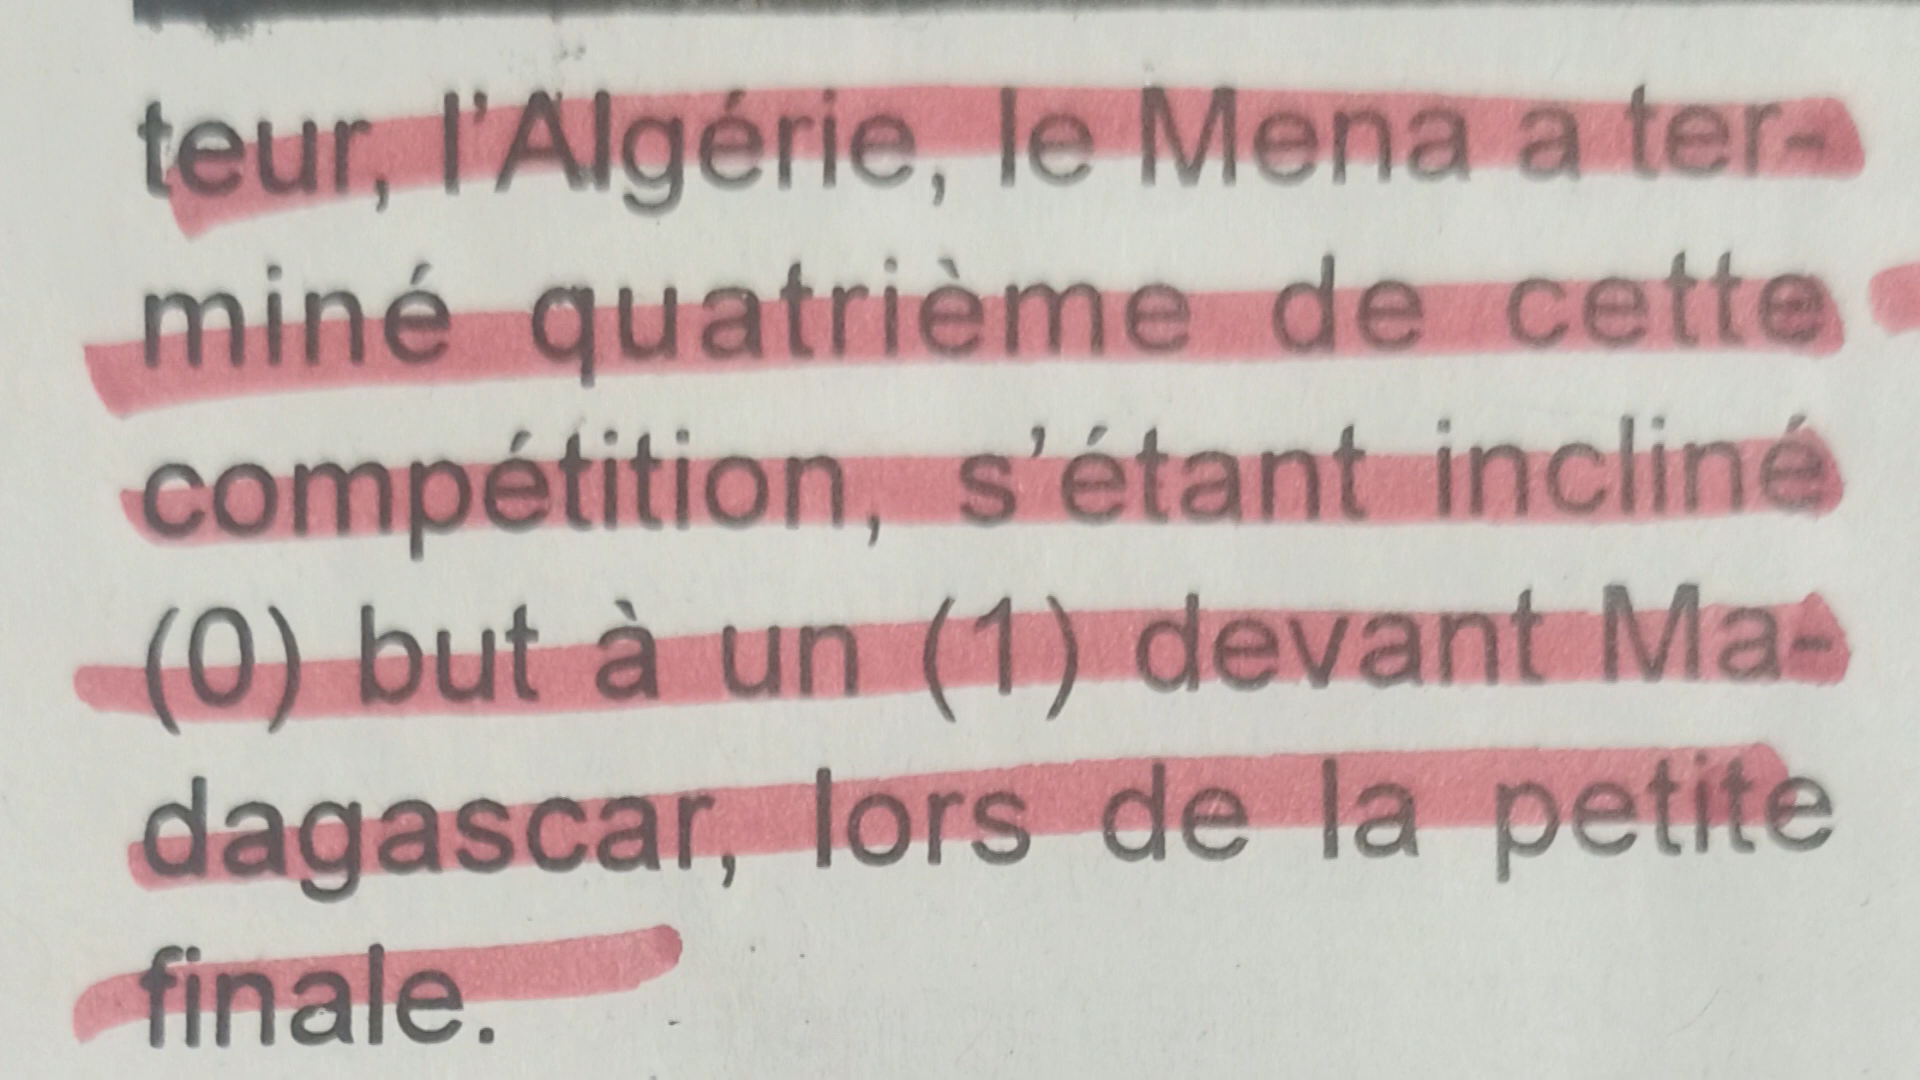 teur, l'Algérie, le Mena a ter-
miné quatrième de cette
compétition, s'étant incliné
(0) but à un (1) devant Ma-
dagascar, lors de la petite
finale.